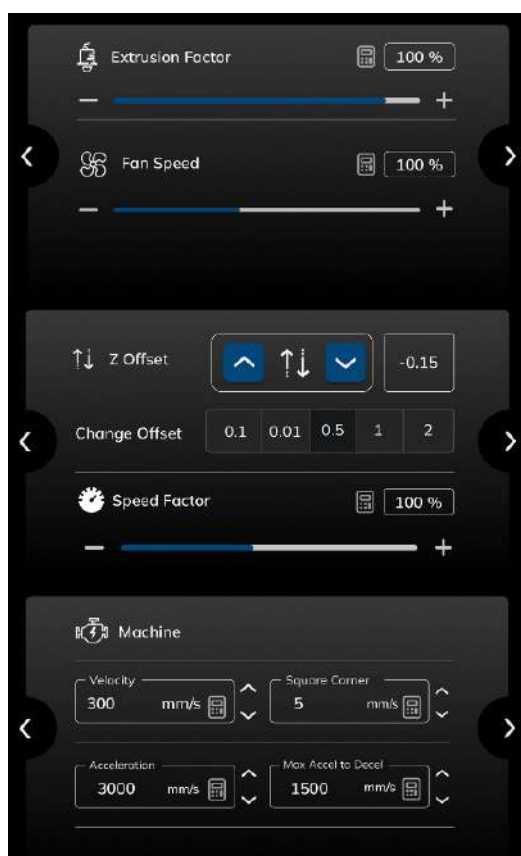 Extrusion Factor 100 %
Fan Speed 100 %
Z Offset -0.15
Change Offset 0.1 0.01 0.5 1 2
Speed Factor 100 %
Machine
Velocity Square Corner
300 mm/s 5 mm/s
Acceleration Max Accel to Decel
3000 mm/s 1500 mm/s